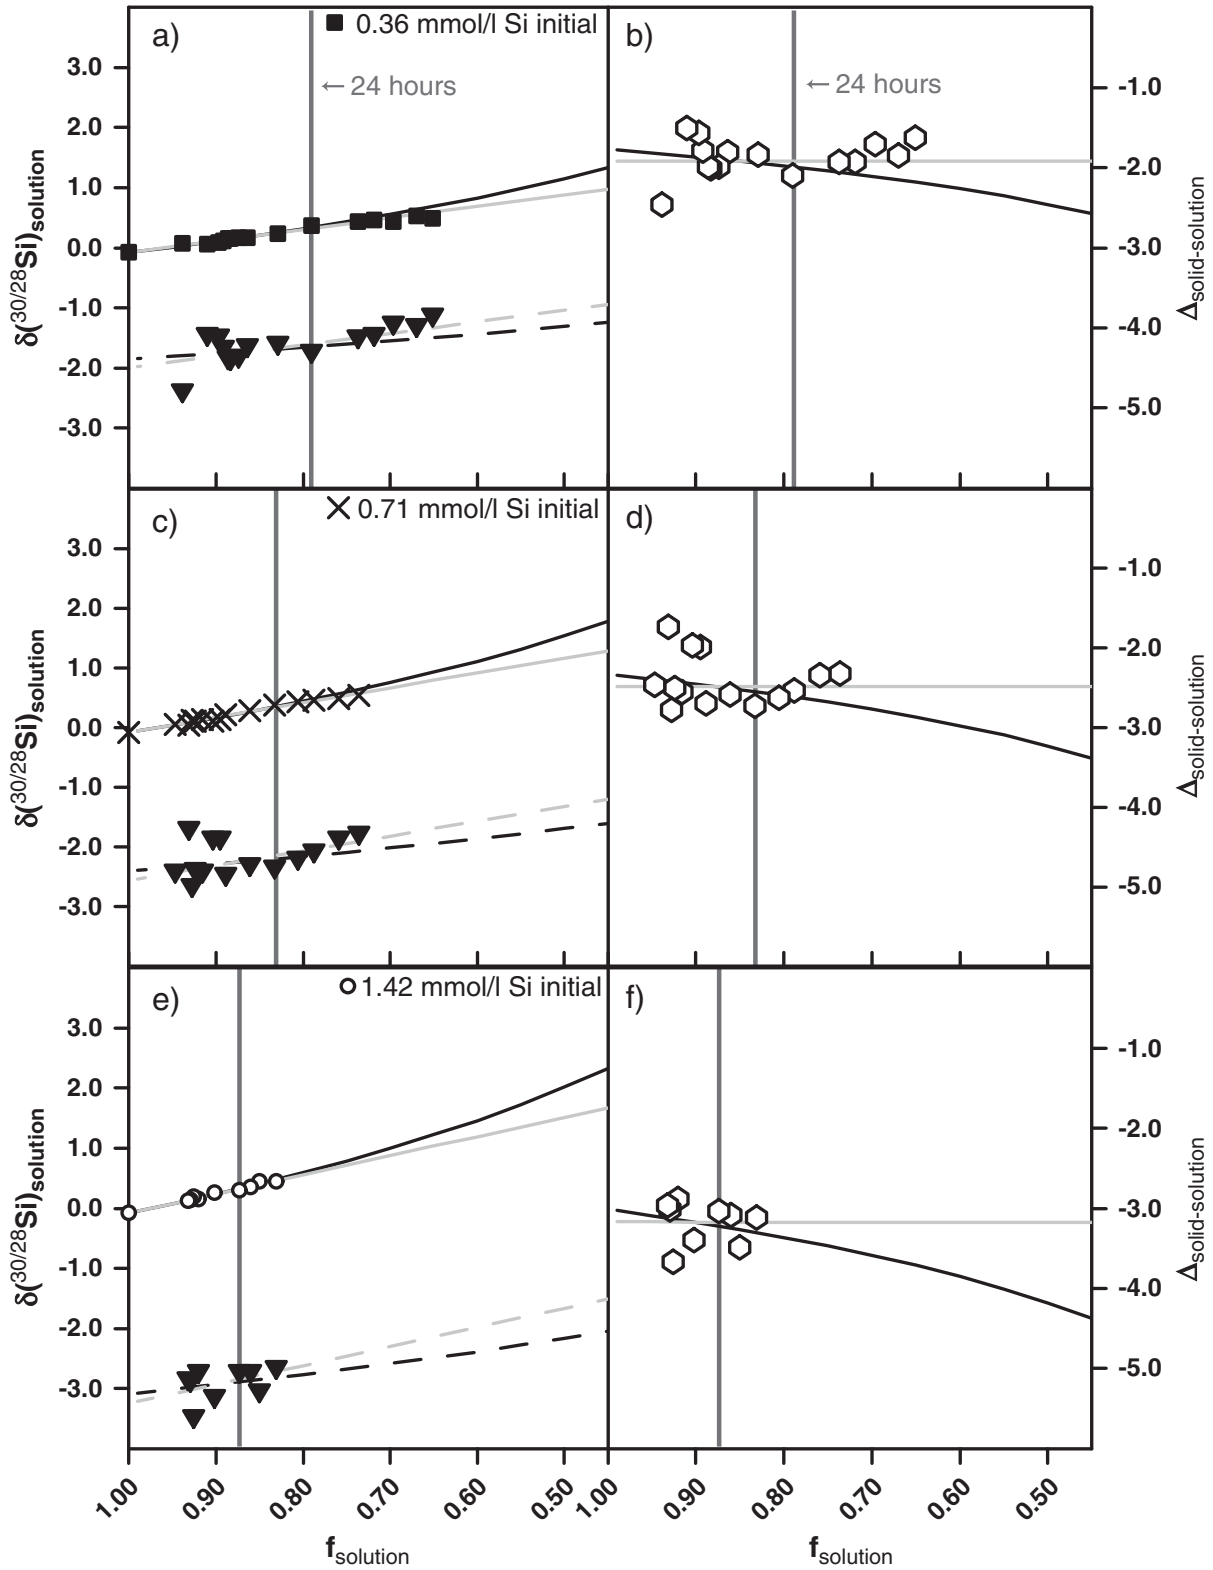 a)
■ 0.36 mmol/l Si initial
← 24 hours
3.0
2.0
1.0
0.0
-1.0
-2.0
-3.0
δ(30/28Si)solution
b)
← 24 hours
-1.0
-2.0
-3.0
-4.0
-5.0
Δsolid-solution
c)
0.71 mmol/l Si initial
3.0
2.0
1.0
0.0
-1.0
-2.0
-3.0
δ(30/28Si)solution
d)
-1.0
-2.0
-3.0
-4.0
-5.0
Δsolid-solution
e)
1.42 mmol/l Si initial
3.0
2.0
1.0
0.0
-1.0
-2.0
-3.0
δ(30/28Si)solution
f)
-1.0
-2.0
-3.0
-4.0
-5.0
Δsolid-solution
1.00 0.90 0.80 0.70 0.60 0.50 1.00 0.90 0.80 0.70 0.60 0.50
fsolution fsolution